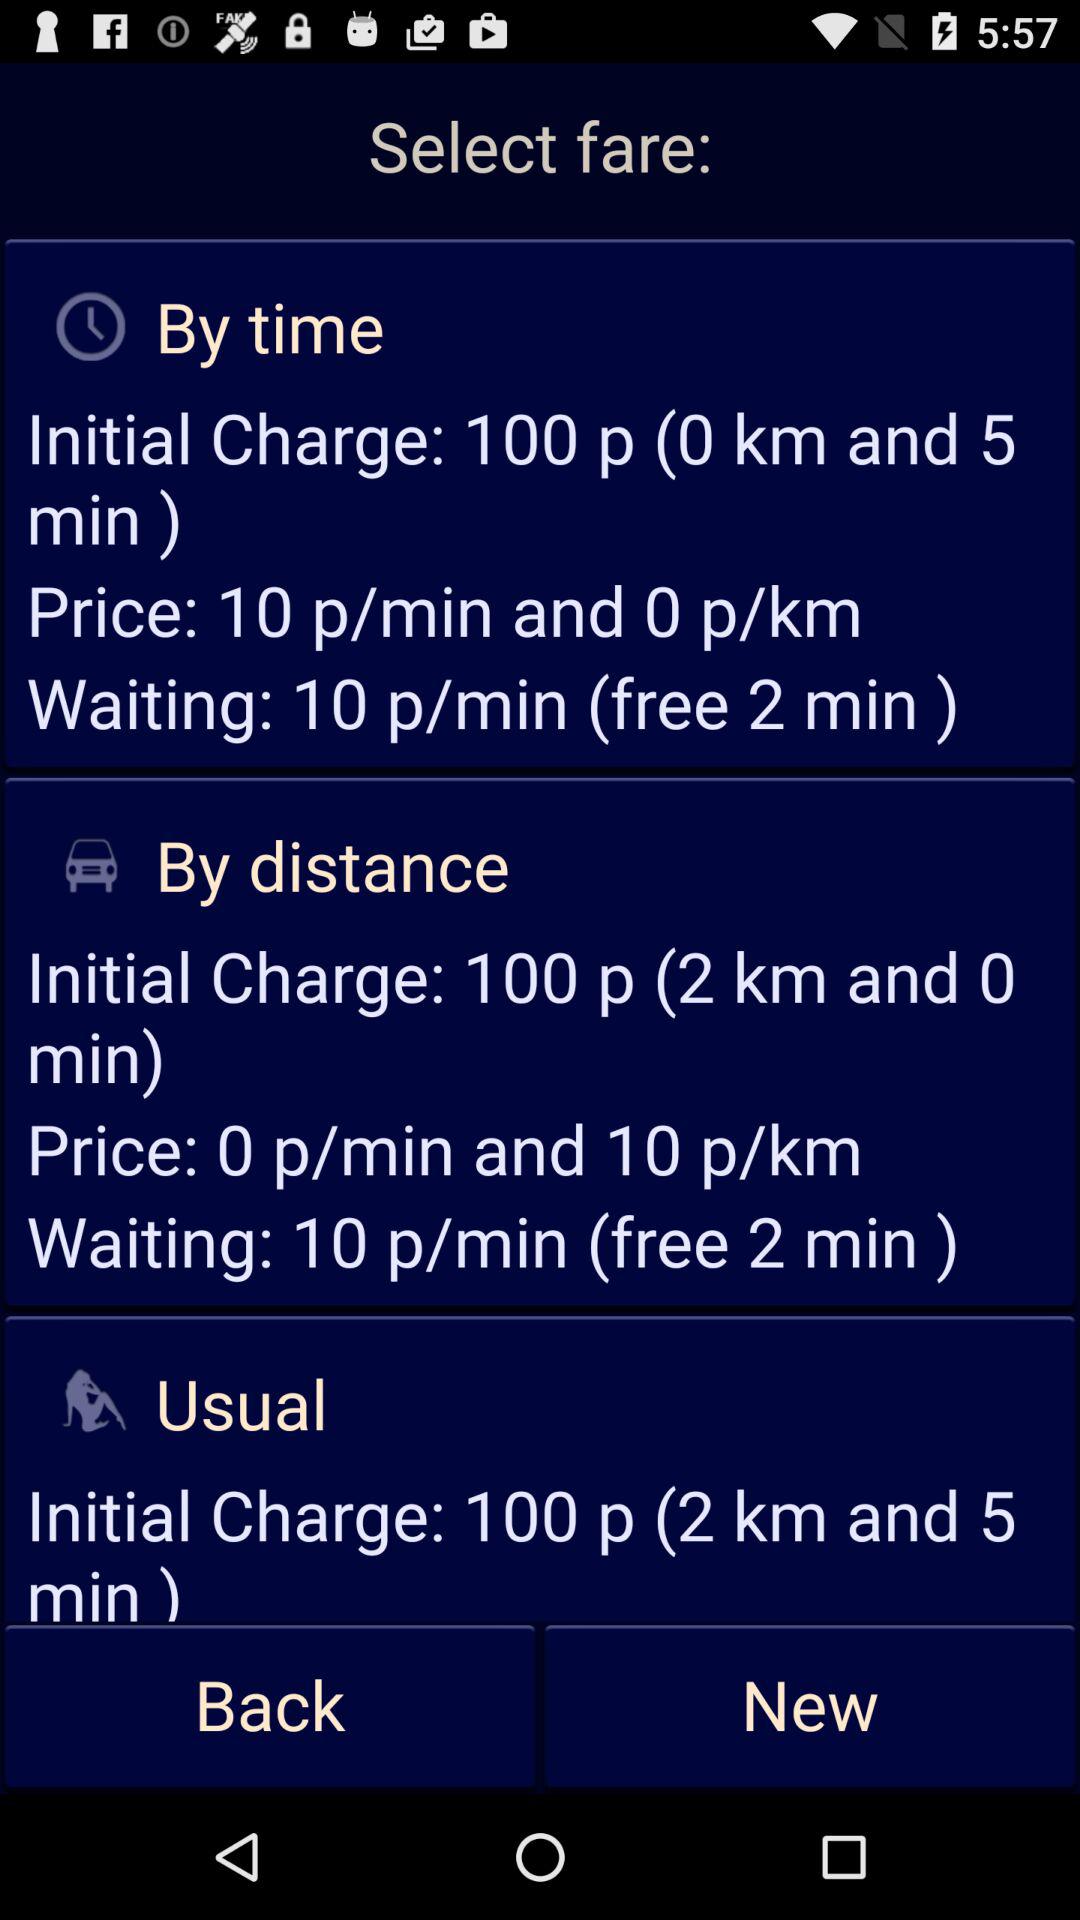 FAKE
5:57
Select fare:
By time
Initial Charge: 100 p (0 km and 5
min )
Price: 10 p/min and 0 p/km
Waiting: 10 p/min (free 2 min )
By distance
Initial Charge: 100 p (2 km and 0
min)
Price: 0 p/min and 10 p/km
Waiting: 10 p/min (free 2 min )
Usual
Initial Charge: 100 p (2 km and 5
min )
Back
New